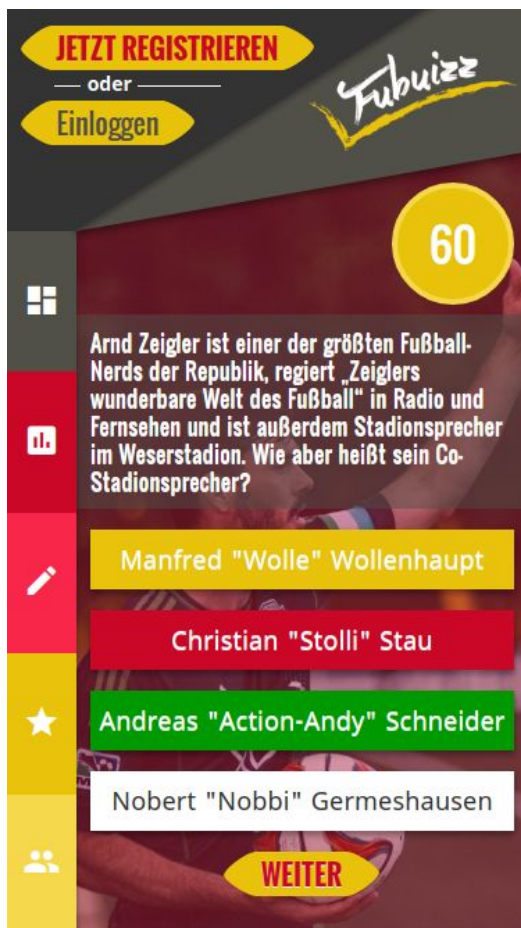 JETZT REGISTRIEREN
oder
Einloggen
Fubuizz
60
Arnd Zeigler ist einer der größten Fußball-
Nerds der Republik, regiert „Zeiglers
wunderbare Welt des Fußball“ in Radio und
Fernsehen und ist außerdem Stadionsprecher
im Weserstadion. Wie aber heißt sein Co-
Stadionsprecher?
Manfred "Wolle" Wollenhaupt
Christian "Stolli" Stau
Andreas "Action-Andy" Schneider
Nobert "Nobbi" Germeshausen
WEITER